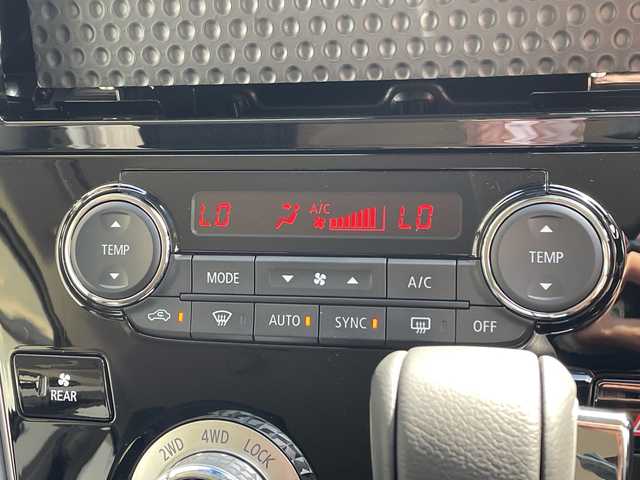 LO A/C LO
TEMP
TEMP
MODE
A/C
AUTO
SYNC
OFF
REAR
2WD 4WD LOCK